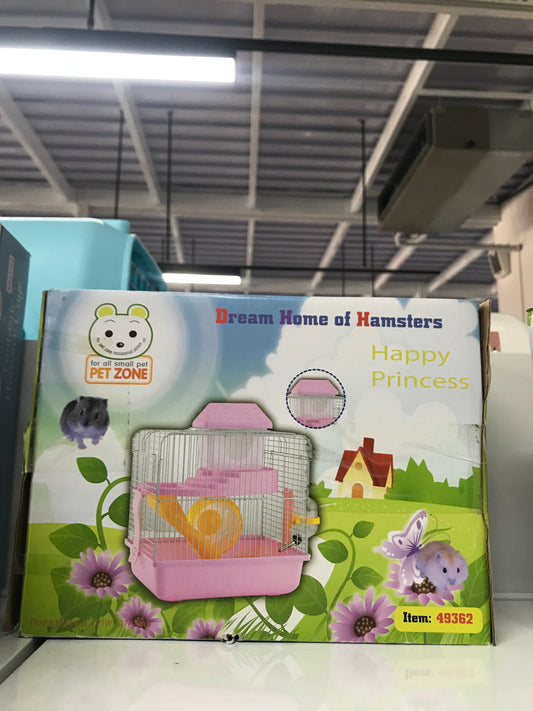 Dream Home of Hamsters
Happy
Princess
for all small pet
PET ZONE
Item: 49362